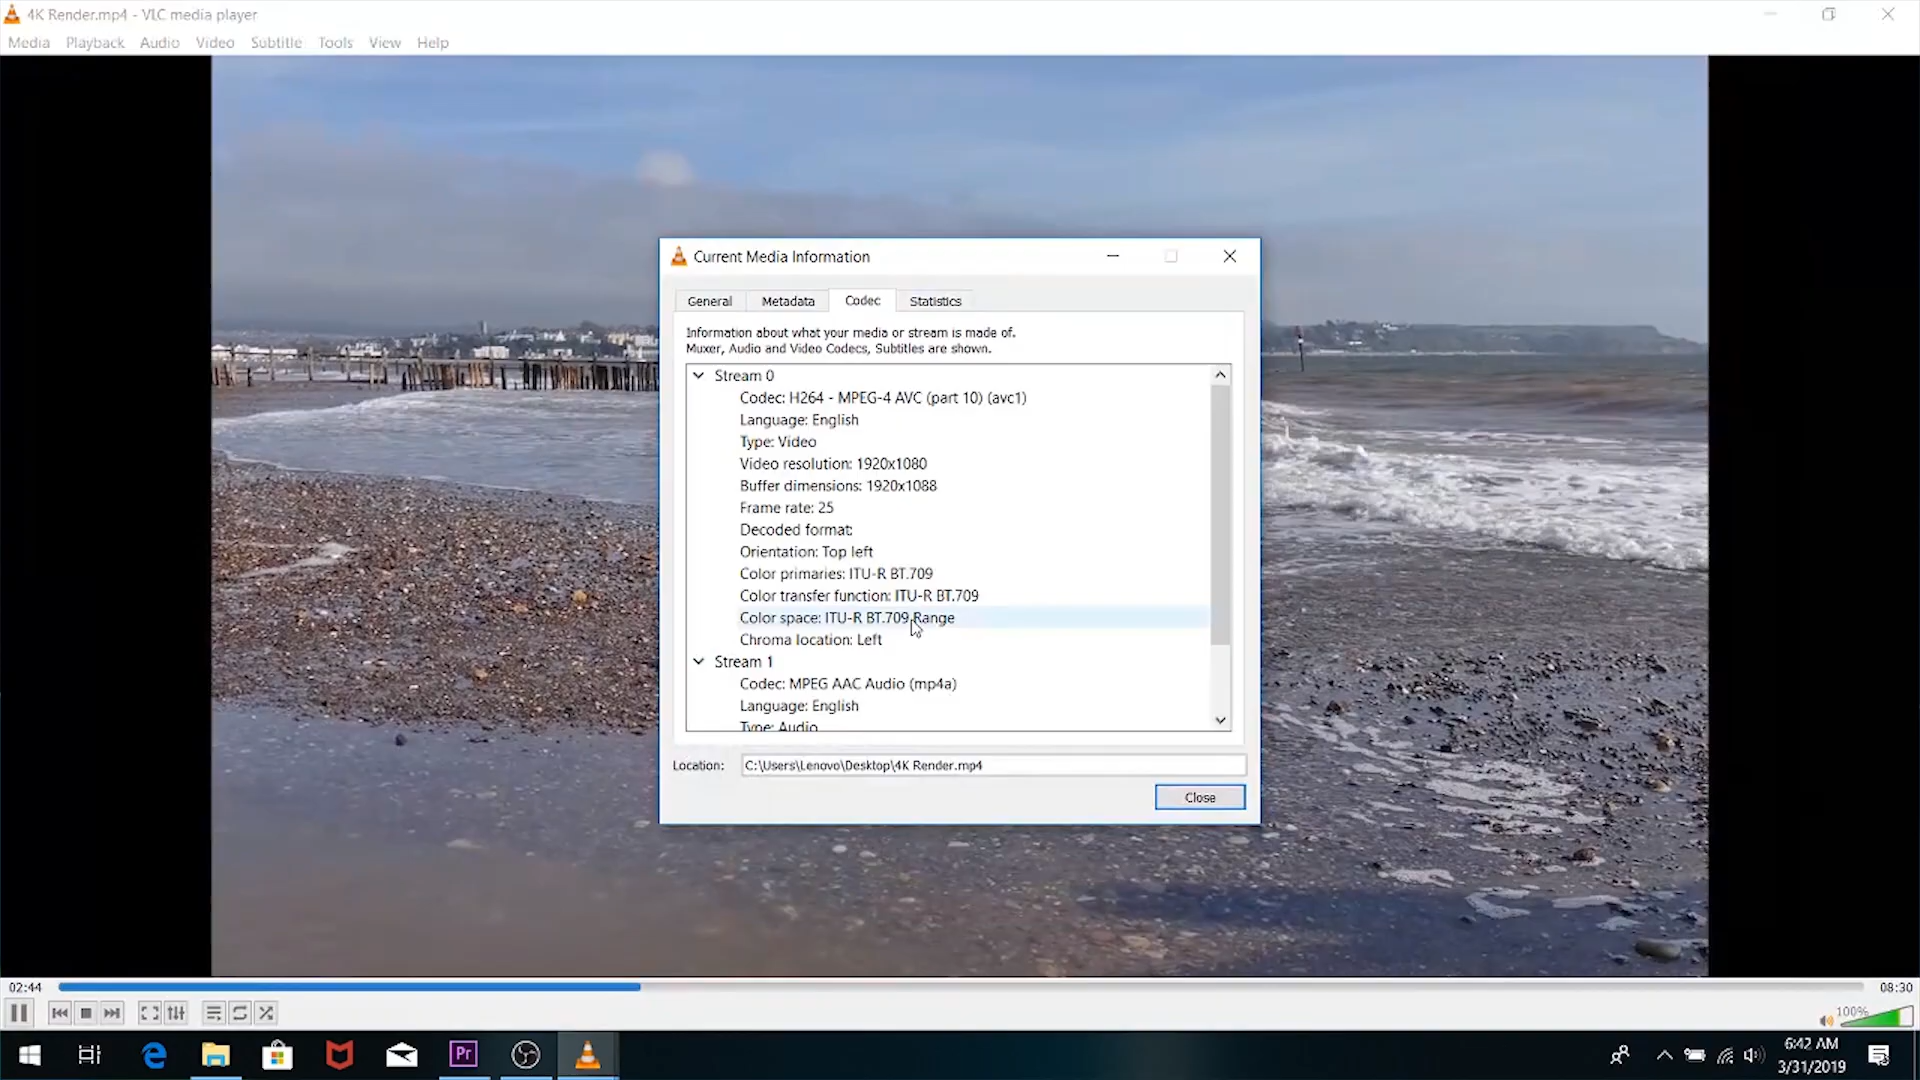 4K Render.mp4 - VLC media player
Media Playback Audio Video Subtitle Tools View Help
Current Media Information
General Metadata Codec Statistics
Information about what your media or stream is made of.
Muxer, Audio and Video Codecs, Subtitles are shown.
Stream 0
Codec: H264 - MPEG-4 AVC (part 10) (avc1)
Language: English
Type: Video
Video resolution: 1920x1080
Buffer dimensions: 1920x1088
Frame rate: 25
Decoded format:
Orientation: Top left
Color primaries: ITU-R BT.709
Color transfer function: ITU-R BT.709
Color space: ITU-R BT.709 Range
Chroma location: Left
Stream 1
Codec: MPEG AAC Audio (mp4a)
Language: English
Type: Audio
Location: C:\Users\Lenovo\Desktop\4K Render.mp4
Close
02:44 08:30
100%
Pr
6:42 AM
3/31/2019